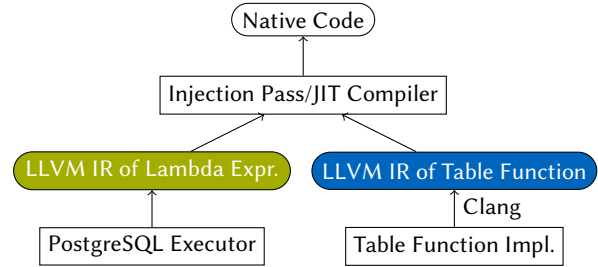 Native Code
Injection Pass/JIT Compiler
LLVM IR of Lambda Expr.
LLVM IR of Table Function
Clang
PostgreSQL Executor
Table Function Impl.